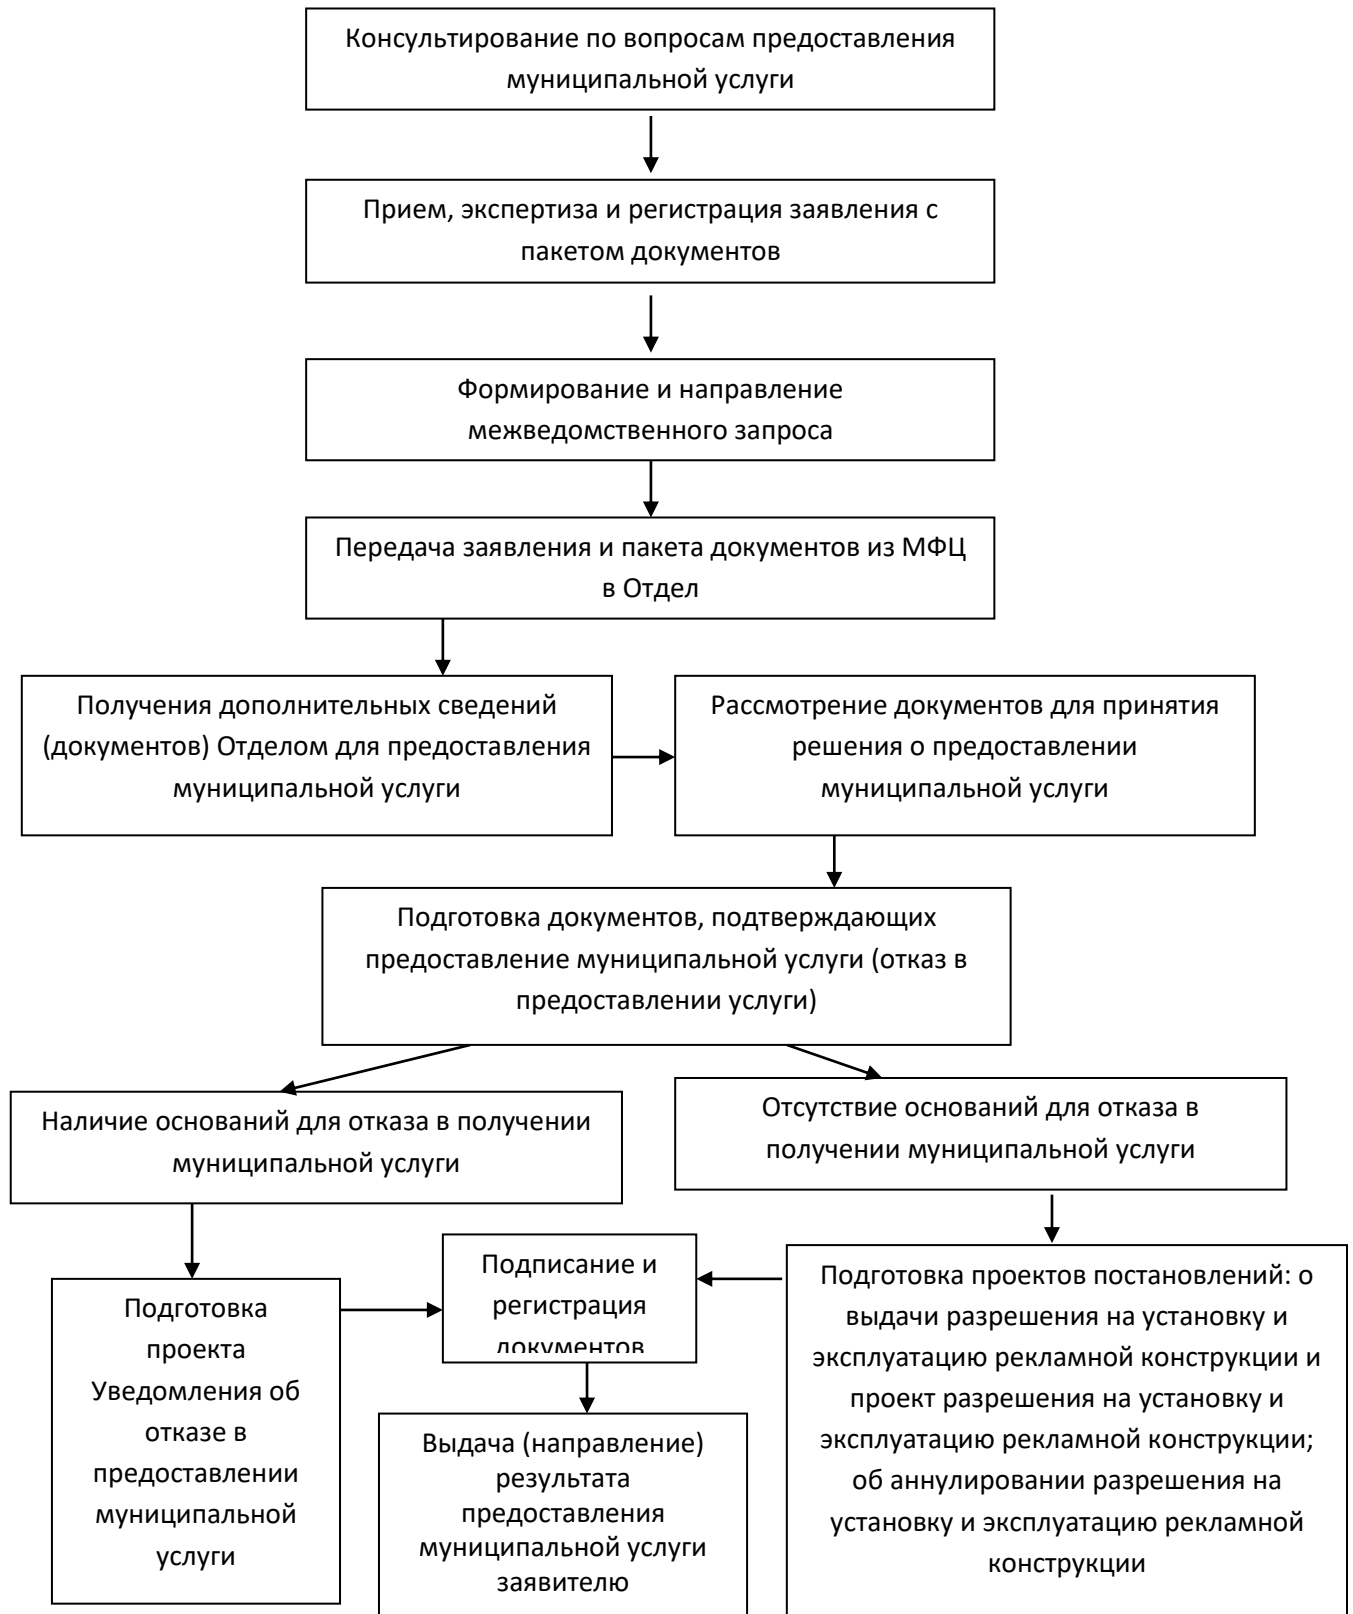 Консультирование по вопросам предоставления
муниципальной услуги
Прием, экспертиза и регистрация заявления с
пакетом документов
Формирование и направление
межведомственного запроса
Передача заявления и пакета документов из МФЦ
в Отдел
Получения дополнительных сведений
(документов) Отделом для предоставления
муниципальной услуги
Рассмотрение документов для принятия
решения о предоставлении
муниципальной услуги
Подготовка документов, подтверждающих
предоставление муниципальной услуги (отказ в
предоставлении услуги)
Наличие оснований для отказа в получении
муниципальной услуги
Отсутствие оснований для отказа в
получении муниципальной услуги
Подготовка
проекта
Уведомления об
отказе в
предоставлении
муниципальной
услуги
Подписание и
регистрация
документов
Выдача (направление)
результата
предоставления
муниципальной услуги
заявителю
Подготовка проектов постановлений: о
выдачи разрешения на установку и
эксплуатацию рекламной конструкции и
проект разрешения на установку и
эксплуатацию рекламной конструкции;
об аннулировании разрешения на
установку и эксплуатацию рекламной
конструкции